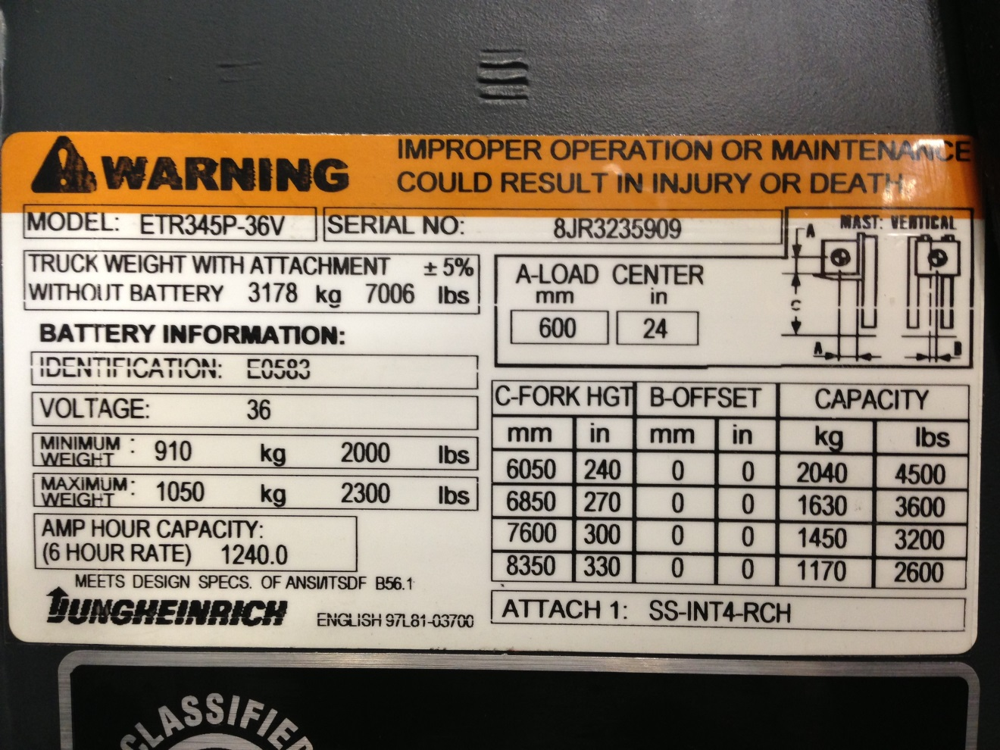 WARNING
IMPROPER OPERATION OR MAINTENANCE
COULD RESULT IN INJURY OR DEATH.
MODEL: ETR345P-36V
SERIAL NO: 8JR3235909
TRUCK WEIGHT WITH ATTACHMENT ± 5%
WITHOUT BATTERY 3178 kg 7006 lbs
BATTERY INFORMATION:
IDENTIFICATION: E0583
VOLTAGE: 36
MINIMUM WEIGHT : 910 kg 2000 lbs
MAXIMUM WEIGHT : 1050 kg 2300 lbs
AMP HOUR CAPACITY:
(6 HOUR RATE) 1240.0
MEETS DESIGN SPECS. OF ANSI/ITSDF B56.1
JUNGHEINRICH
ENGLISH 97L81-03700
A-LOAD CENTER
mm in
600 24
MAST: VERTICAL
A
C
A B
C-FORK HGT B-OFFSET CAPACITY
mm in mm in kg lbs
6050 240 0 0 2040 4500
6850 270 0 0 1630 3600
7600 300 0 0 1450 3200
8350 330 0 0 1170 2600
ATTACH 1: SS-INT4-RCH
CLASSIFIED